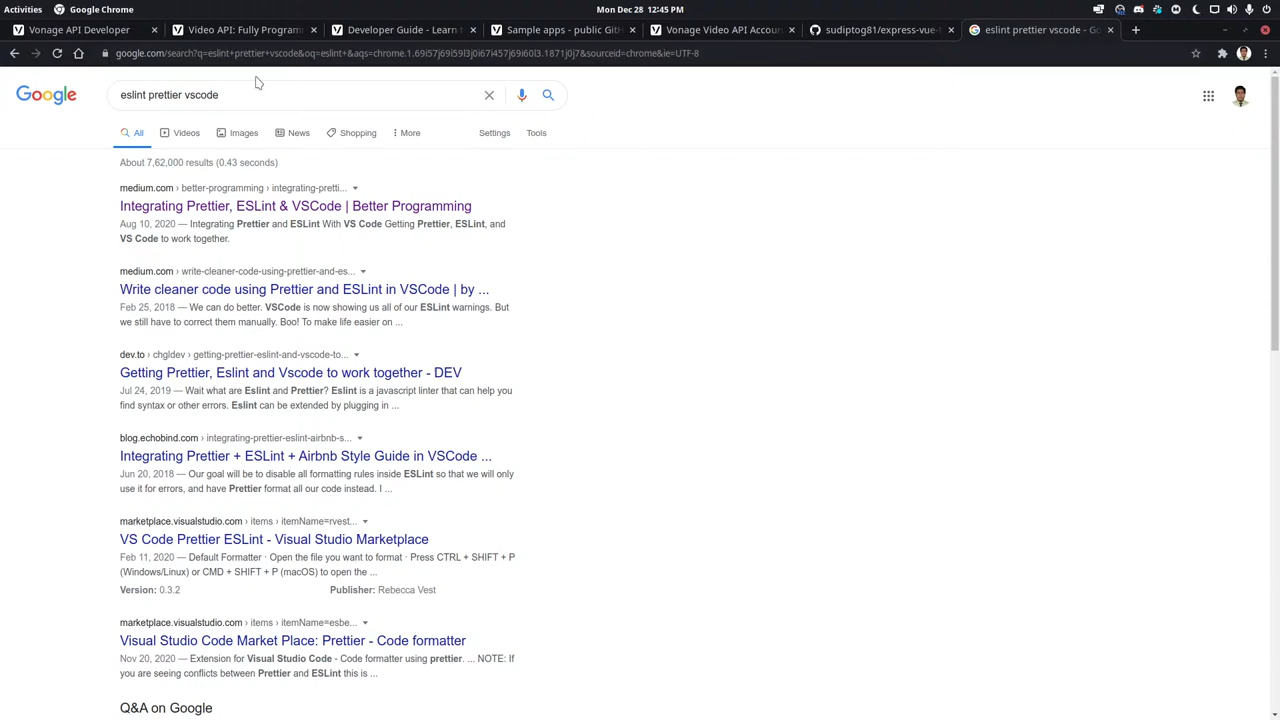 Activities
Google Chrome
Mon Dec 28 12:45 PM
Vonage API Developer
Video API: Fully Programm
Developer Guide - Learn
Sample apps - public GitH
Vonage Video API Accoun
sudiptog81/express-vue-t
eslint prettier vscode - Go
google.com/search?q=eslint+prettier+vscode&oq=eslint+&aqs=chrome.1.69i57j69i59l3j0i67i457j69i60l3.1871j0j7&sourceid=chrome&ie=UTF-8
Google
eslint prettier vscode
All
Videos
Images
News
Shopping
More
Settings
Tools
About 7,62,000 results (0.43 seconds)
medium.com › better-programming › integrating-pretti...
Integrating Prettier, ESLint & VSCode | Better Programming
Aug 10, 2020 — Integrating Prettier and ESLint With VS Code Getting Prettier, ESLint, and
VS Code to work together.
medium.com › write-cleaner-code-using-prettier-and-es...
Write cleaner code using Prettier and ESLint in VSCode | by ...
Feb 25, 2018 — We can do better. VSCode is now showing us all of our ESLint warnings. But
we still have to correct them manually. Boo! To make life easier on ...
dev.to › chgldev › getting-prettier-eslint-and-vscode-to...
Getting Prettier, Eslint and Vscode to work together - DEV
Jul 24, 2019 — Wait what are Eslint and Prettier? Eslint is a javascript linter that can help you
find syntax or other errors. Eslint can be extended by plugging in ...
blog.echobind.com › integrating-prettier-eslint-airbnb-s...
Integrating Prettier + ESLint + Airbnb Style Guide in VSCode ...
Jun 20, 2018 — Our goal will be to disable all formatting rules inside ESLint so that we will only
use it for errors, and have Prettier format all our code instead. I ...
marketplace.visualstudio.com › items › itemName=rvest...
VS Code Prettier ESLint - Visual Studio Marketplace
Feb 11, 2020 — Default Formatter · Open the file you want to format · Press CTRL + SHIFT + P
(Windows/Linux) or CMD + SHIFT + P (macOS) to open the ...
Version: 0.3.2
Publisher: Rebecca Vest
marketplace.visualstudio.com › items › itemName=esbe...
Visual Studio Code Market Place: Prettier - Code formatter
Nov 20, 2020 — Extension for Visual Studio Code - Code formatter using prettier. ... NOTE: If
you are seeing conflicts between Prettier and ESLint this is ...
Q&A on Google